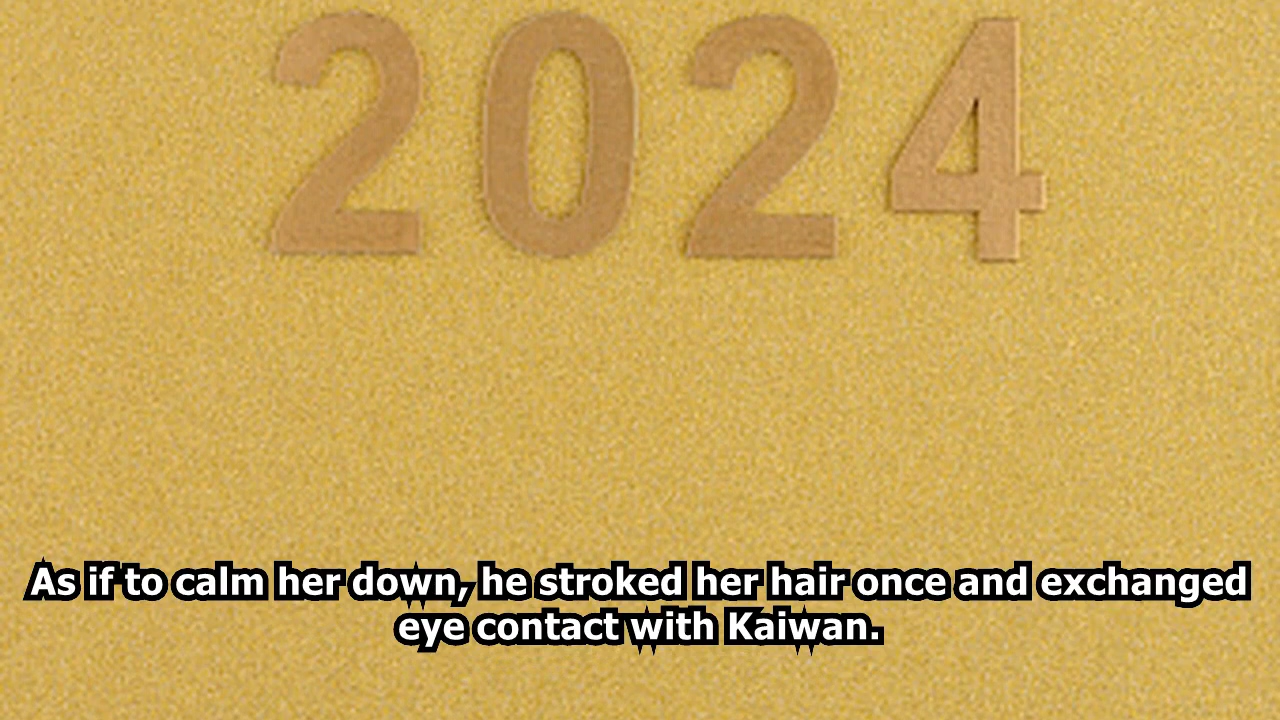 2024
As if to calm her down, he stroked her hair once and exchanged
eye contact with Kaiwan.